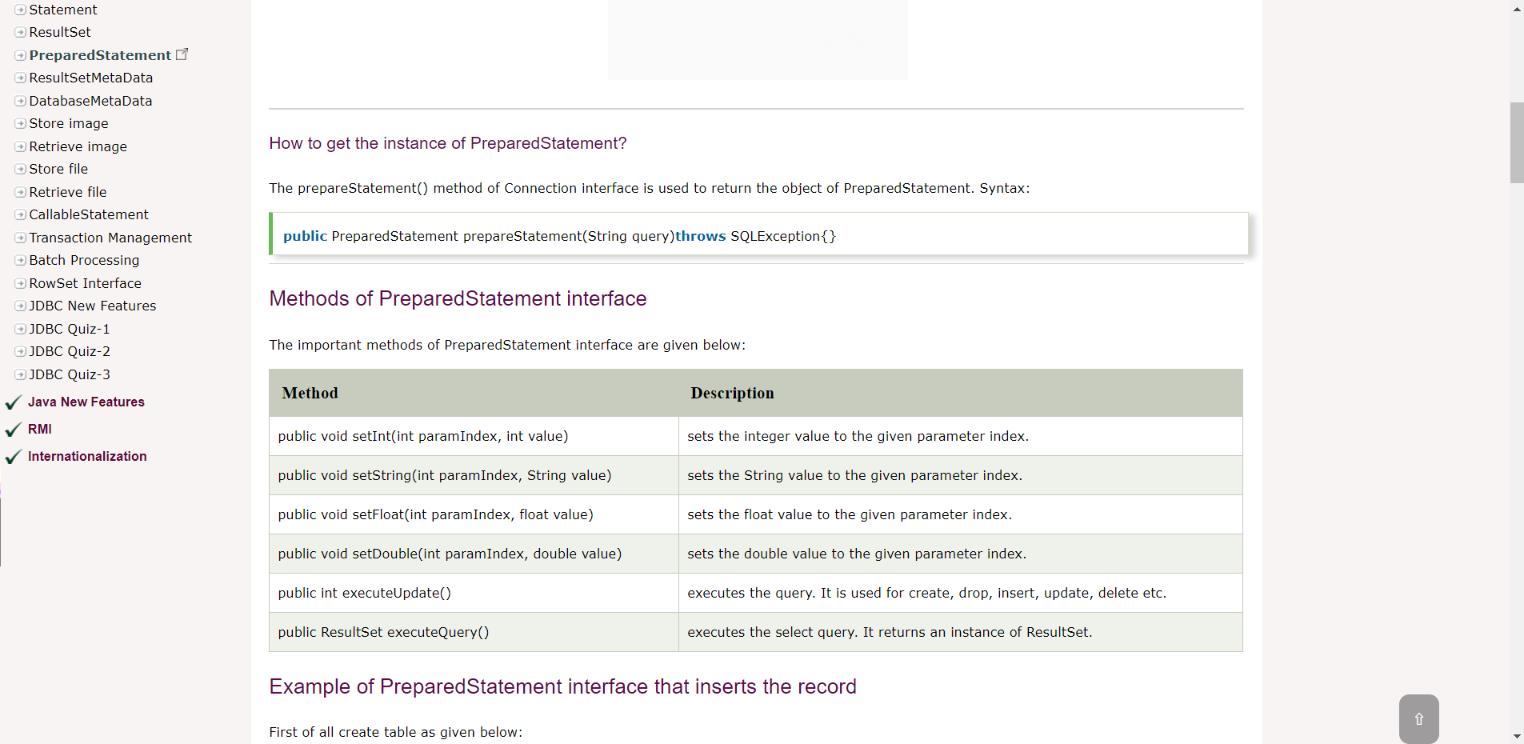 Statement
ResultSet
PreparedStatement
ResultSetMetaData
DatabaseMetaData
Store image
Retrieve image
Store file
Retrieve file
CallableStatement
Transaction Management
Batch Processing
RowSet Interface
JDBC New Features
JDBC Quiz-1
JDBC Quiz-2
JDBC Quiz-3
Java New Features
RMI
Internationalization
How to get the instance of PreparedStatement?
The prepareStatement() method of Connection interface is used to return the object of PreparedStatement. Syntax:
public PreparedStatement prepareStatement(String query)throws SQLException{}
Methods of PreparedStatement interface
The important methods of PreparedStatement interface are given below:
Method Description
public void setInt(int paramIndex, int value) sets the integer value to the given parameter index.
public void setString(int paramIndex, String value) sets the String value to the given parameter index.
public void setFloat(int paramIndex, float value) sets the float value to the given parameter index.
public void setDouble(int paramIndex, double value) sets the double value to the given parameter index.
public int executeUpdate() executes the query. It is used for create, drop, insert, update, delete etc.
public ResultSet executeQuery() executes the select query. It returns an instance of ResultSet.
Example of PreparedStatement interface that inserts the record
First of all create table as given below: